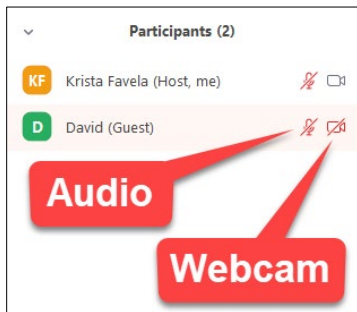 Participants (2)
KF Krista Favela (Host, me)
D David (Guest)
Audio
Webcam